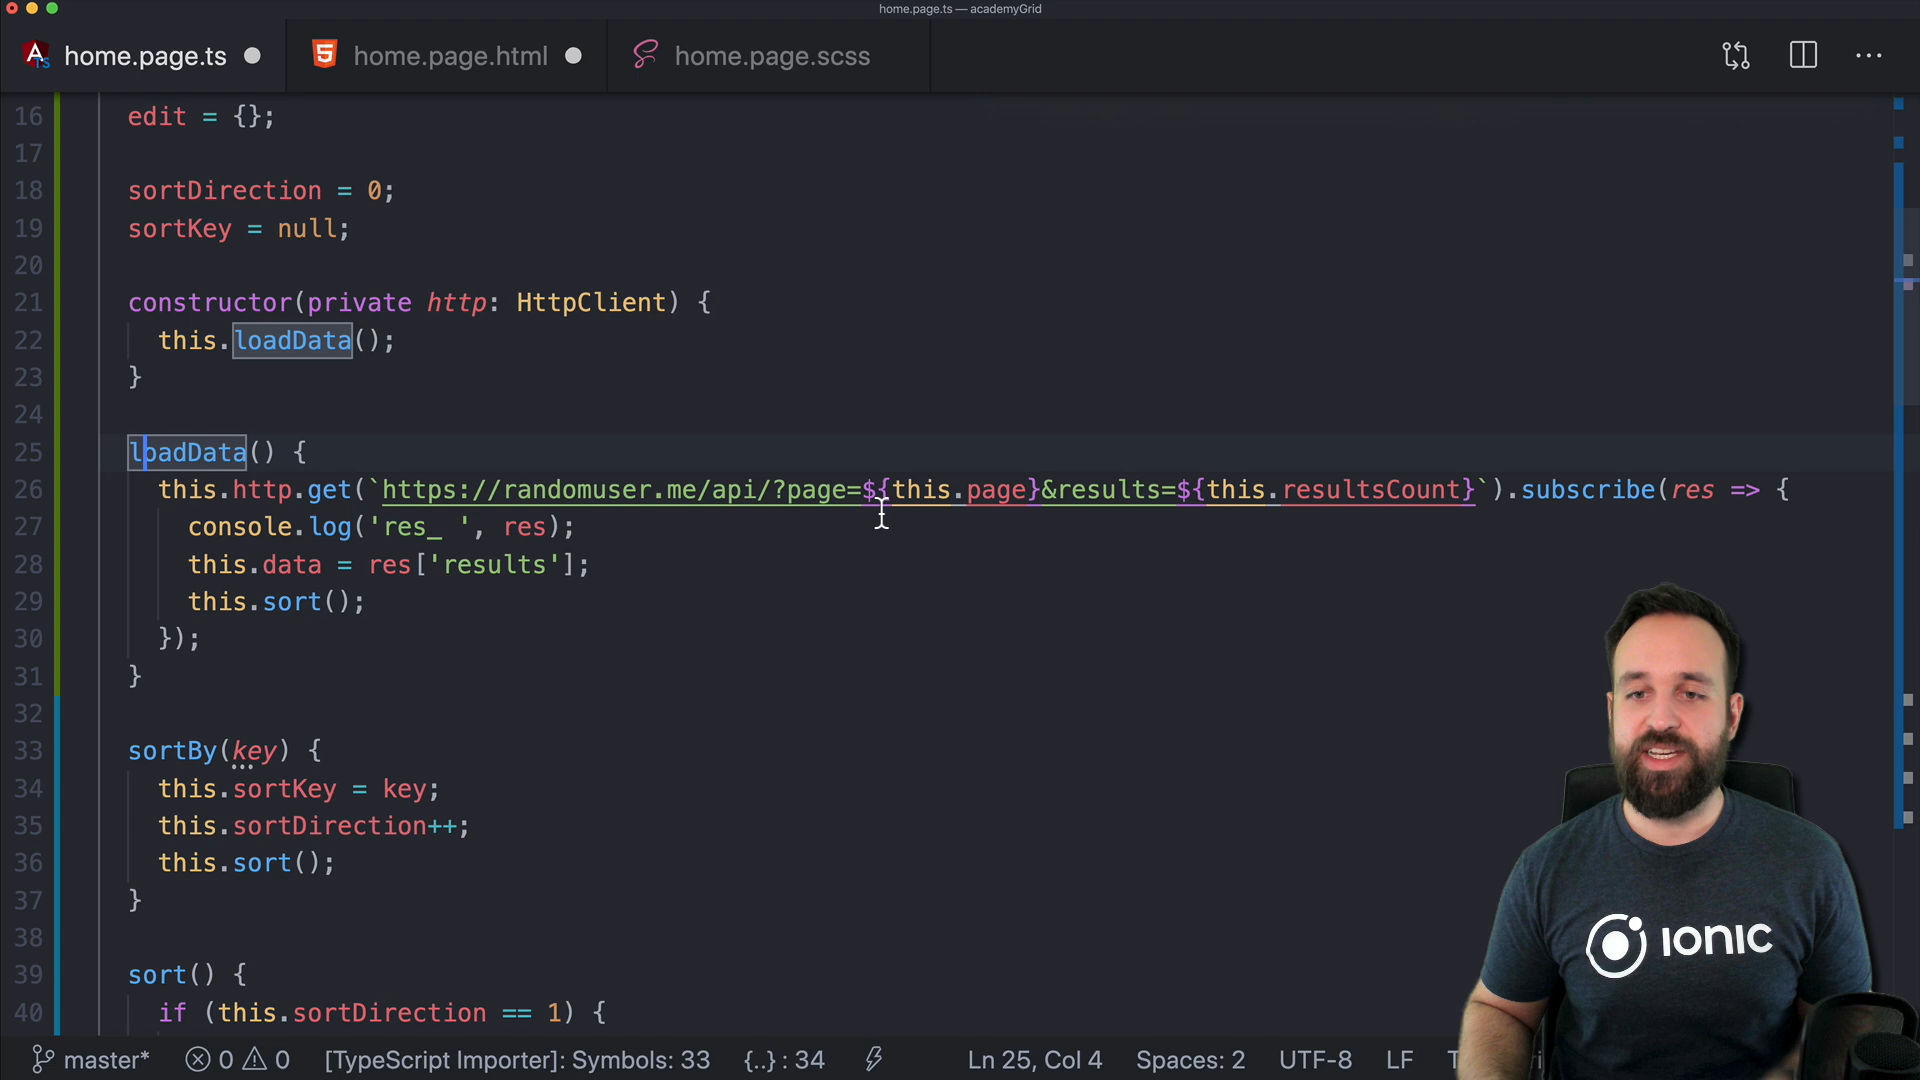 home.page.ts — academyGrid
home.page.ts
home.page.html
home.page.scss
16 edit = {};
17
18 sortDirection = 0;
19 sortKey = null;
20
21 constructor(private http: HttpClient) {
22 this.loadData();
23 }
24
25 loadData() {
26 this.http.get(`https://randomuser.me/api/?page=${this.page}&results=${this.resultsCount}`).subscribe(res => {
27 console.log('res_ ', res);
28 this.data = res['results'];
29 this.sort();
30 });
31 }
32
33 sortBy(key) {
34 this.sortKey = key;
35 this.sortDirection++;
36 this.sort();
37 }
38
39 sort() {
40 if (this.sortDirection == 1) {
master* 0 0 [TypeScript Importer]: Symbols: 33 {..} : 34 Ln 25, Col 4 Spaces: 2 UTF-8 LF
IONIC